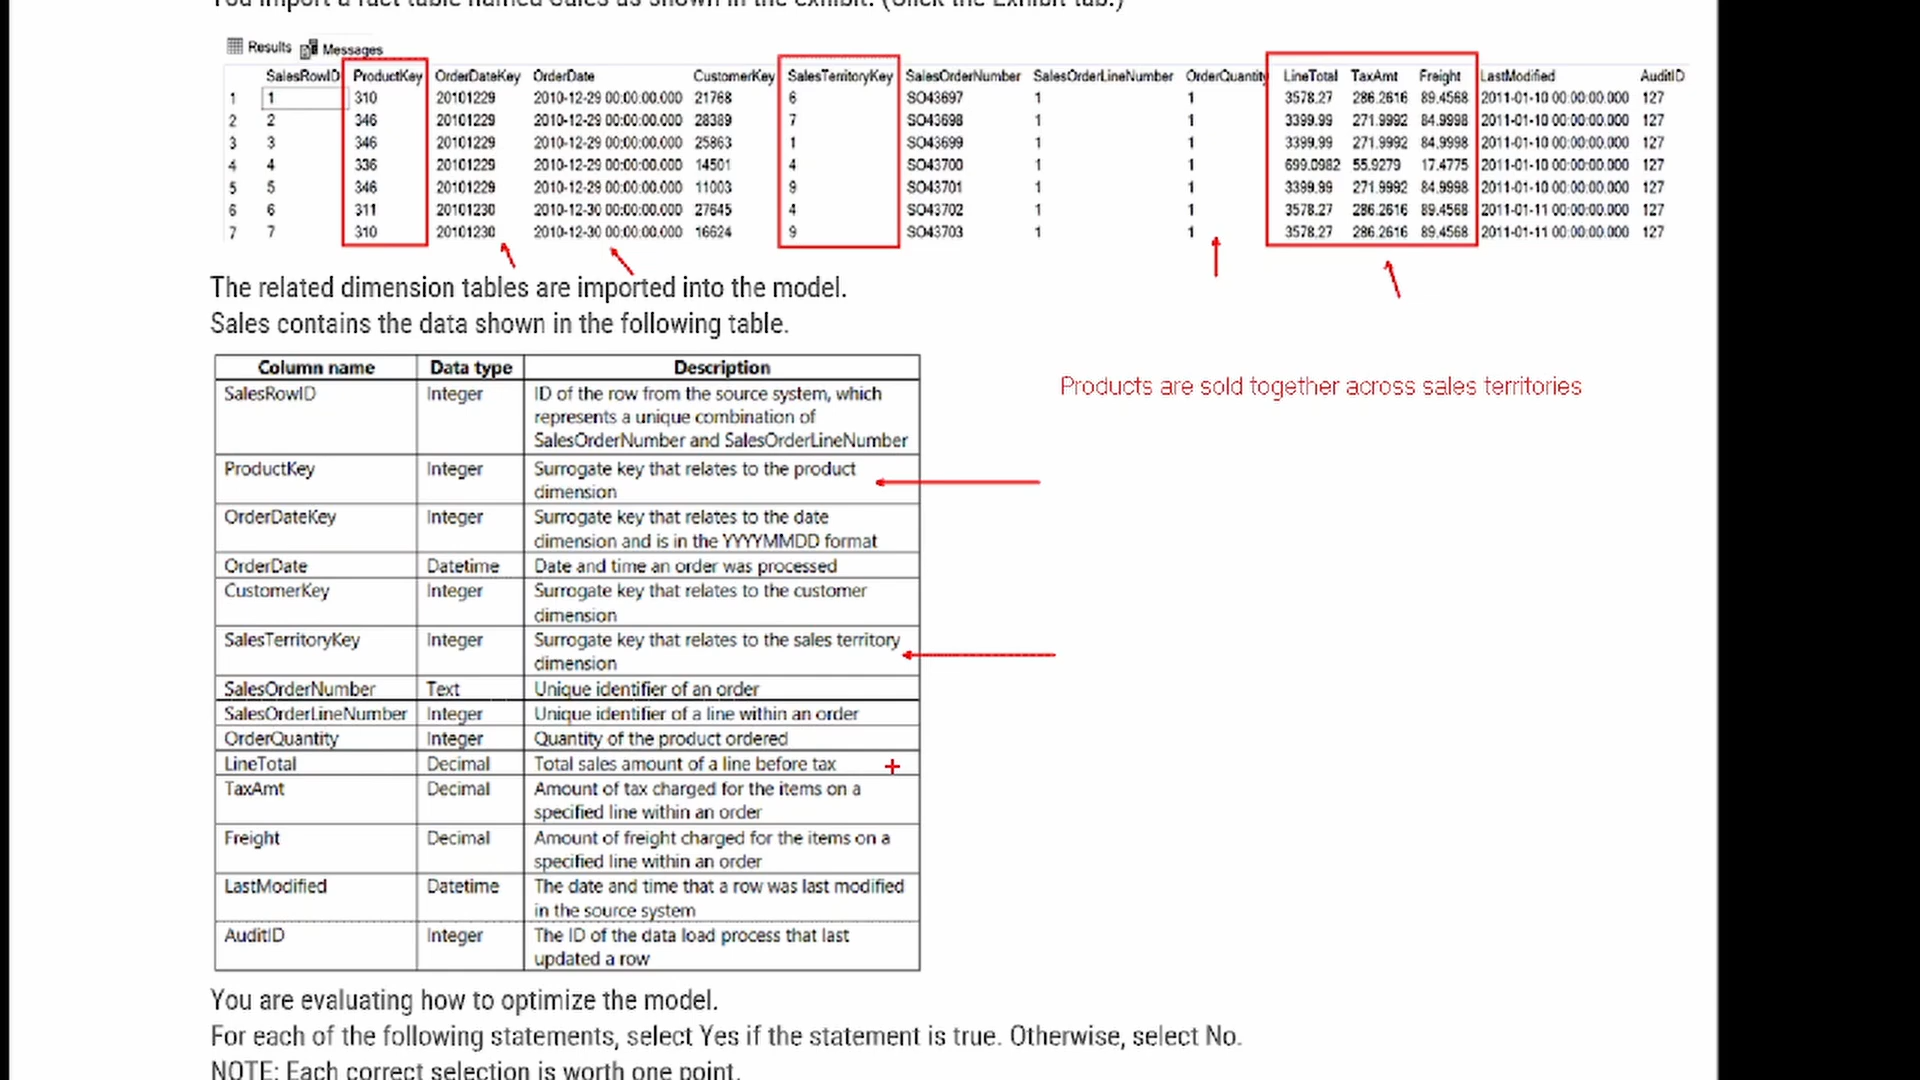 You import a fact table named Sales as shown in the exhibit. (Click the Exhibit tab.)
Results Messages
SalesRowID ProductKey OrderDateKey OrderDate CustomerKey SalesTerritoryKey SalesOrderNumber SalesOrderLineNumber OrderQuantity LineTotal TaxAmt Freight LastModified AuditID
1 1 310 20101229 2010-12-29 00:00:00.000 21768 6 SO43697 1 1 3578.27 286.2616 89.4568 2011-01-10 00:00:00.000 127
2 2 346 20101229 2010-12-29 00:00:00.000 28389 7 SO43698 1 1 3399.99 271.9992 84.9998 2011-01-10 00:00:00.000 127
3 3 346 20101229 2010-12-29 00:00:00.000 25863 1 SO43699 1 1 3399.99 271.9992 84.9998 2011-01-10 00:00:00.000 127
4 4 336 20101229 2010-12-29 00:00:00.000 14501 4 SO43700 1 1 699.0982 55.9279 17.4775 2011-01-10 00:00:00.000 127
5 5 346 20101229 2010-12-29 00:00:00.000 11003 9 SO43701 1 1 3399.99 271.9992 84.9998 2011-01-10 00:00:00.000 127
6 6 311 20101230 2010-12-30 00:00:00.000 27645 4 SO43702 1 1 3578.27 286.2616 89.4568 2011-01-11 00:00:00.000 127
7 7 310 20101230 2010-12-30 00:00:00.000 16624 9 SO43703 1 1 3578.27 286.2616 89.4568 2011-01-11 00:00:00.000 127
The related dimension tables are imported into the model.
Sales contains the data shown in the following table.
Column name Data type Description
Products are sold together across sales territories
SalesRowID Integer ID of the row from the source system, which
represents a unique combination of
SalesOrderNumber and SalesOrderLineNumber
ProductKey Integer Surrogate key that relates to the product
dimension
OrderDateKey Integer Surrogate key that relates to the date
dimension and is in the YYYYMMDD format
OrderDate Datetime Date and time an order was processed
CustomerKey Integer Surrogate key that relates to the customer
dimension
SalesTerritoryKey Integer Surrogate key that relates to the sales territory
dimension
SalesOrderNumber Text Unique identifier of an order
SalesOrderLineNumber Integer Unique identifier of a line within an order
OrderQuantity Integer Quantity of the product ordered
LineTotal Decimal Total sales amount of a line before tax
TaxAmt Decimal Amount of tax charged for the items on a
specified line within an order
Freight Decimal Amount of freight charged for the items on a
specified line within an order
LastModified Datetime The date and time that a row was last modified
in the source system
AuditID Integer The ID of the data load process that last
updated a row
You are evaluating how to optimize the model.
For each of the following statements, select Yes if the statement is true. Otherwise, select No.
NOTE: Each correct selection is worth one point.